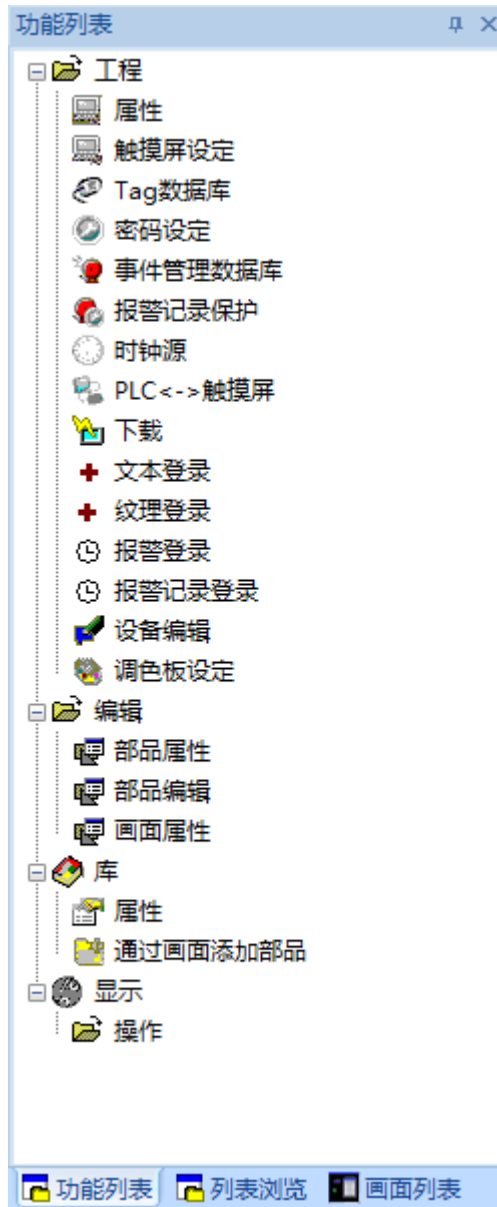 功能列表
工程
属性
触摸屏设定
Tag数据库
密码设定
事件管理数据库
报警记录保护
时钟源
PLC<->触摸屏
下载
文本登录
纹理登录
报警登录
报警记录登录
设备编辑
调色板设定
编辑
部品属性
部品编辑
画面属性
库
属性
通过画面添加部品
显示
操作
功能列表 列表浏览 画面列表